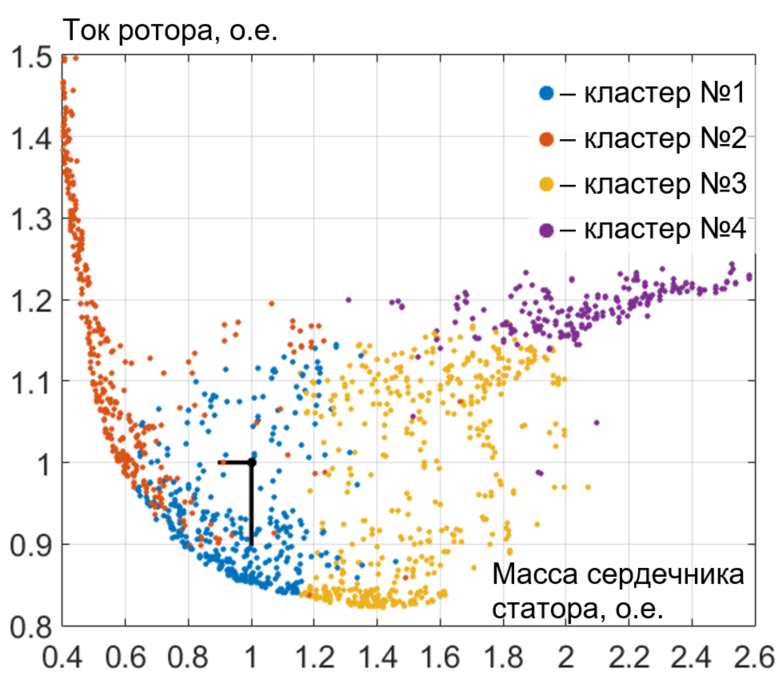 Ток ротора, о.е.
1.5
– кластер №1
1.4
– кластер №2
– кластер №3
1.3
– кластер №4
1.2
1.1
1
0.9
Масса сердечника
статора, о.е.
0.8
0.4 0.6 0.8 1 1.2 1.4 1.6 1.8 2 2.2 2.4 2.6